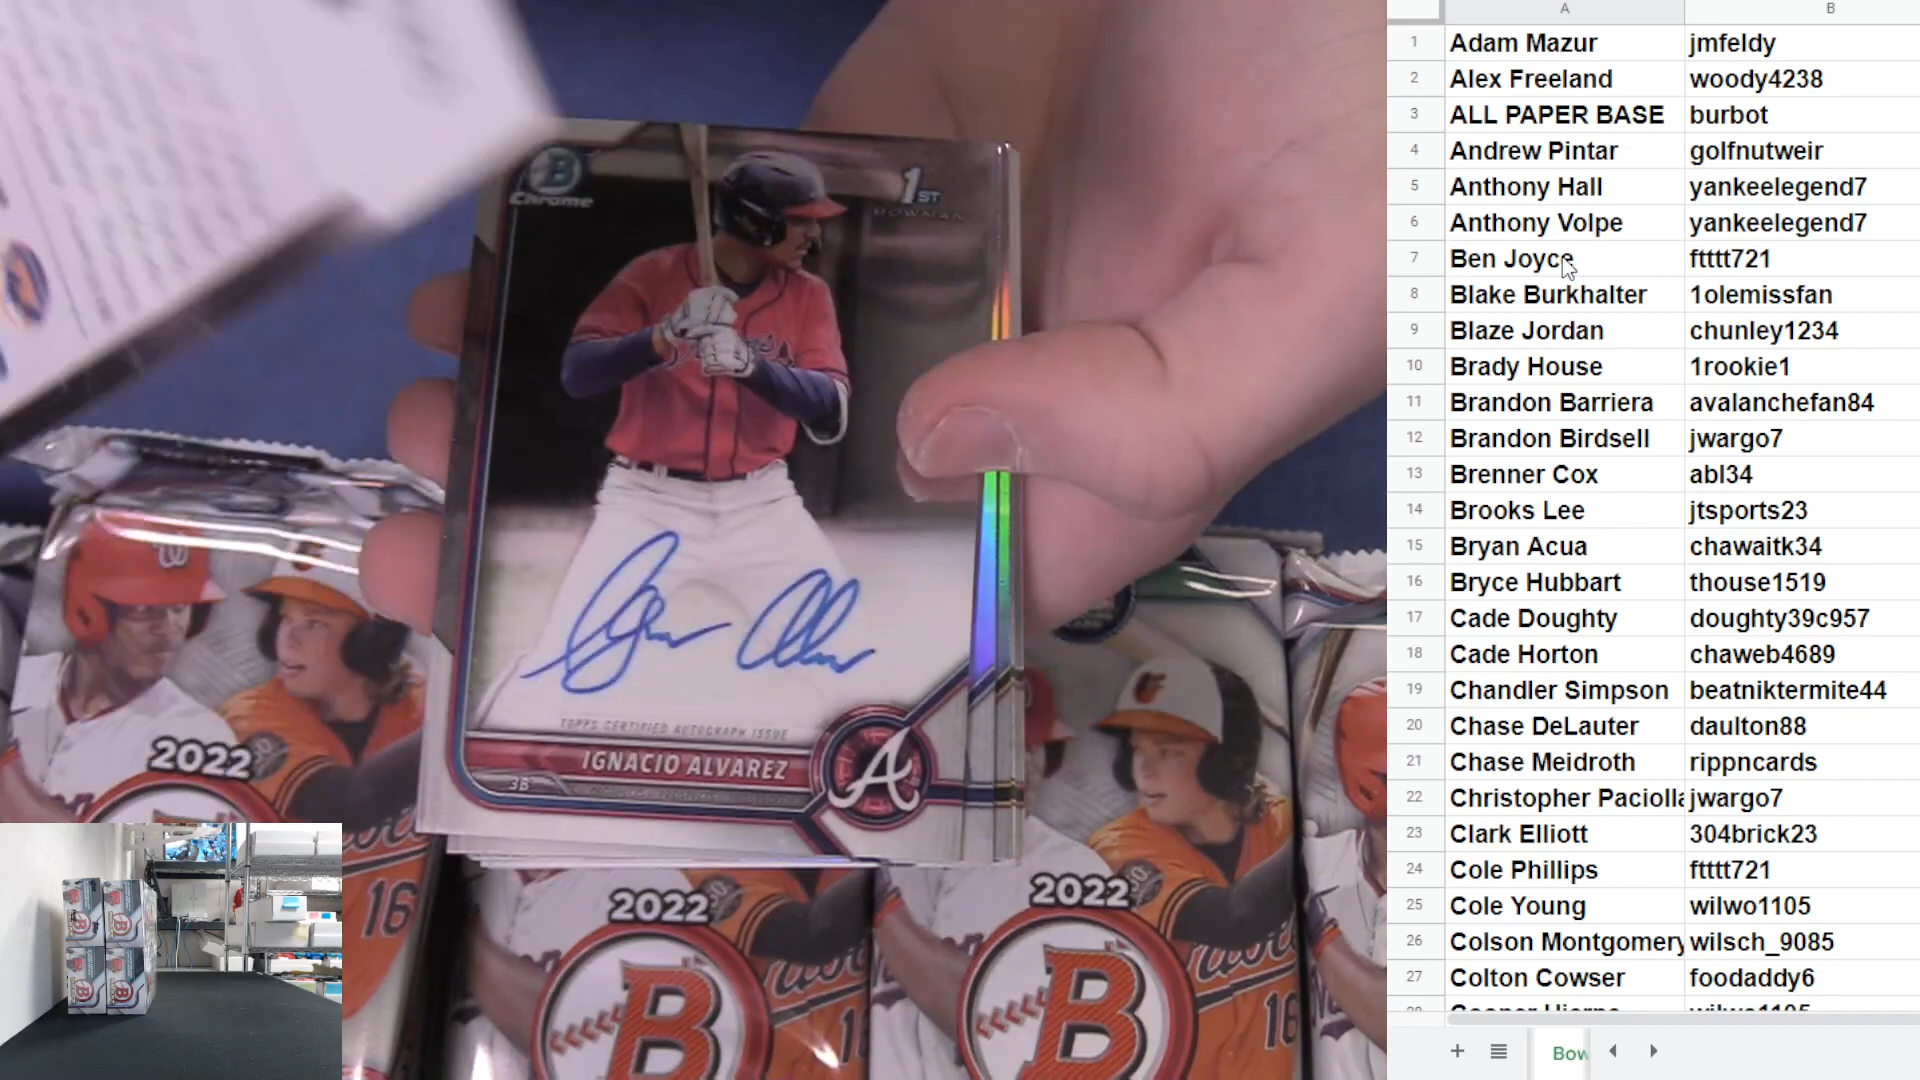 B
Chrome
1ST
BOWMAN
TOPPS CERTIFIED AUTOGRAPH ISSUE
IGNACIO ALVAREZ
3B
A
W
2022
16
2022
B
16
2022
B
16
A B
1 Adam Mazur jmfeldy
2 Alex Freeland woody4238
3 ALL PAPER BASE burbot
4 Andrew Pintar golfnutweir
5 Anthony Hall yankeelegend7
6 Anthony Volpe yankeelegend7
7 Ben Joyce ftttt721
8 Blake Burkhalter 1olemissfan
9 Blaze Jordan chunley1234
10 Brady House 1rookie1
11 Brandon Barriera avalanchefan84
12 Brandon Birdsell jwargo7
13 Brenner Cox abl34
14 Brooks Lee jtsports23
15 Bryan Acua chawaitk34
16 Bryce Hubbart thouse1519
17 Cade Doughty doughty39c957
18 Cade Horton chaweb4689
19 Chandler Simpson beatniktermite44
20 Chase DeLauter daulton88
21 Chase Meidroth rippncards
22 Christopher Paciolla jwargo7
23 Clark Elliott 304brick23
24 Cole Phillips ftttt721
25 Cole Young wilwo1105
26 Colson Montgomery wilsch_9085
27 Colton Cowser foodaddy6
Bow